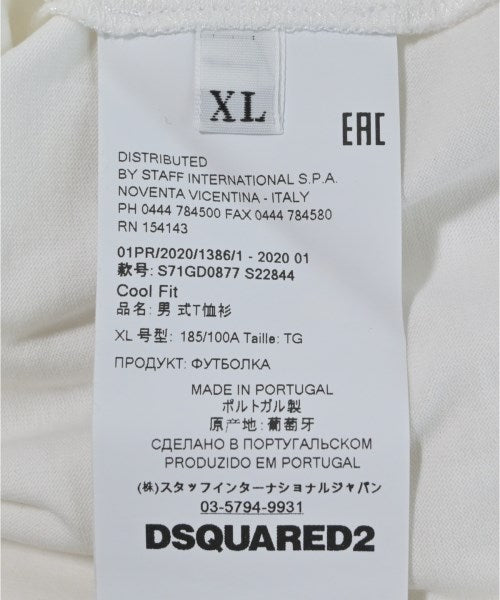 XL
EAC
DISTRIBUTED
BY STAFF INTERNATIONAL S.P.A.
NOVENTA VICENTINA - ITALY
PH 0444 784500 FAX 0444 784580
RN 154143
01PR/2020/1386/1 - 2020 01
款号: S71GD0877 S22844
Cool Fit
品名: 男 式T恤衫
XL 号型: 185/100A Taille: TG
ПРОДУКТ: ФУТБОЛКА
MADE IN PORTUGAL
ポルトガル製
原产地: 葡萄牙
СДЕЛАНО В ПОРТУГАЛЬСКОМ
PRODUZIDO EM PORTUGAL
(株)スタッフインターナショナルジャパン
03-5794-9931
DSQUARED2